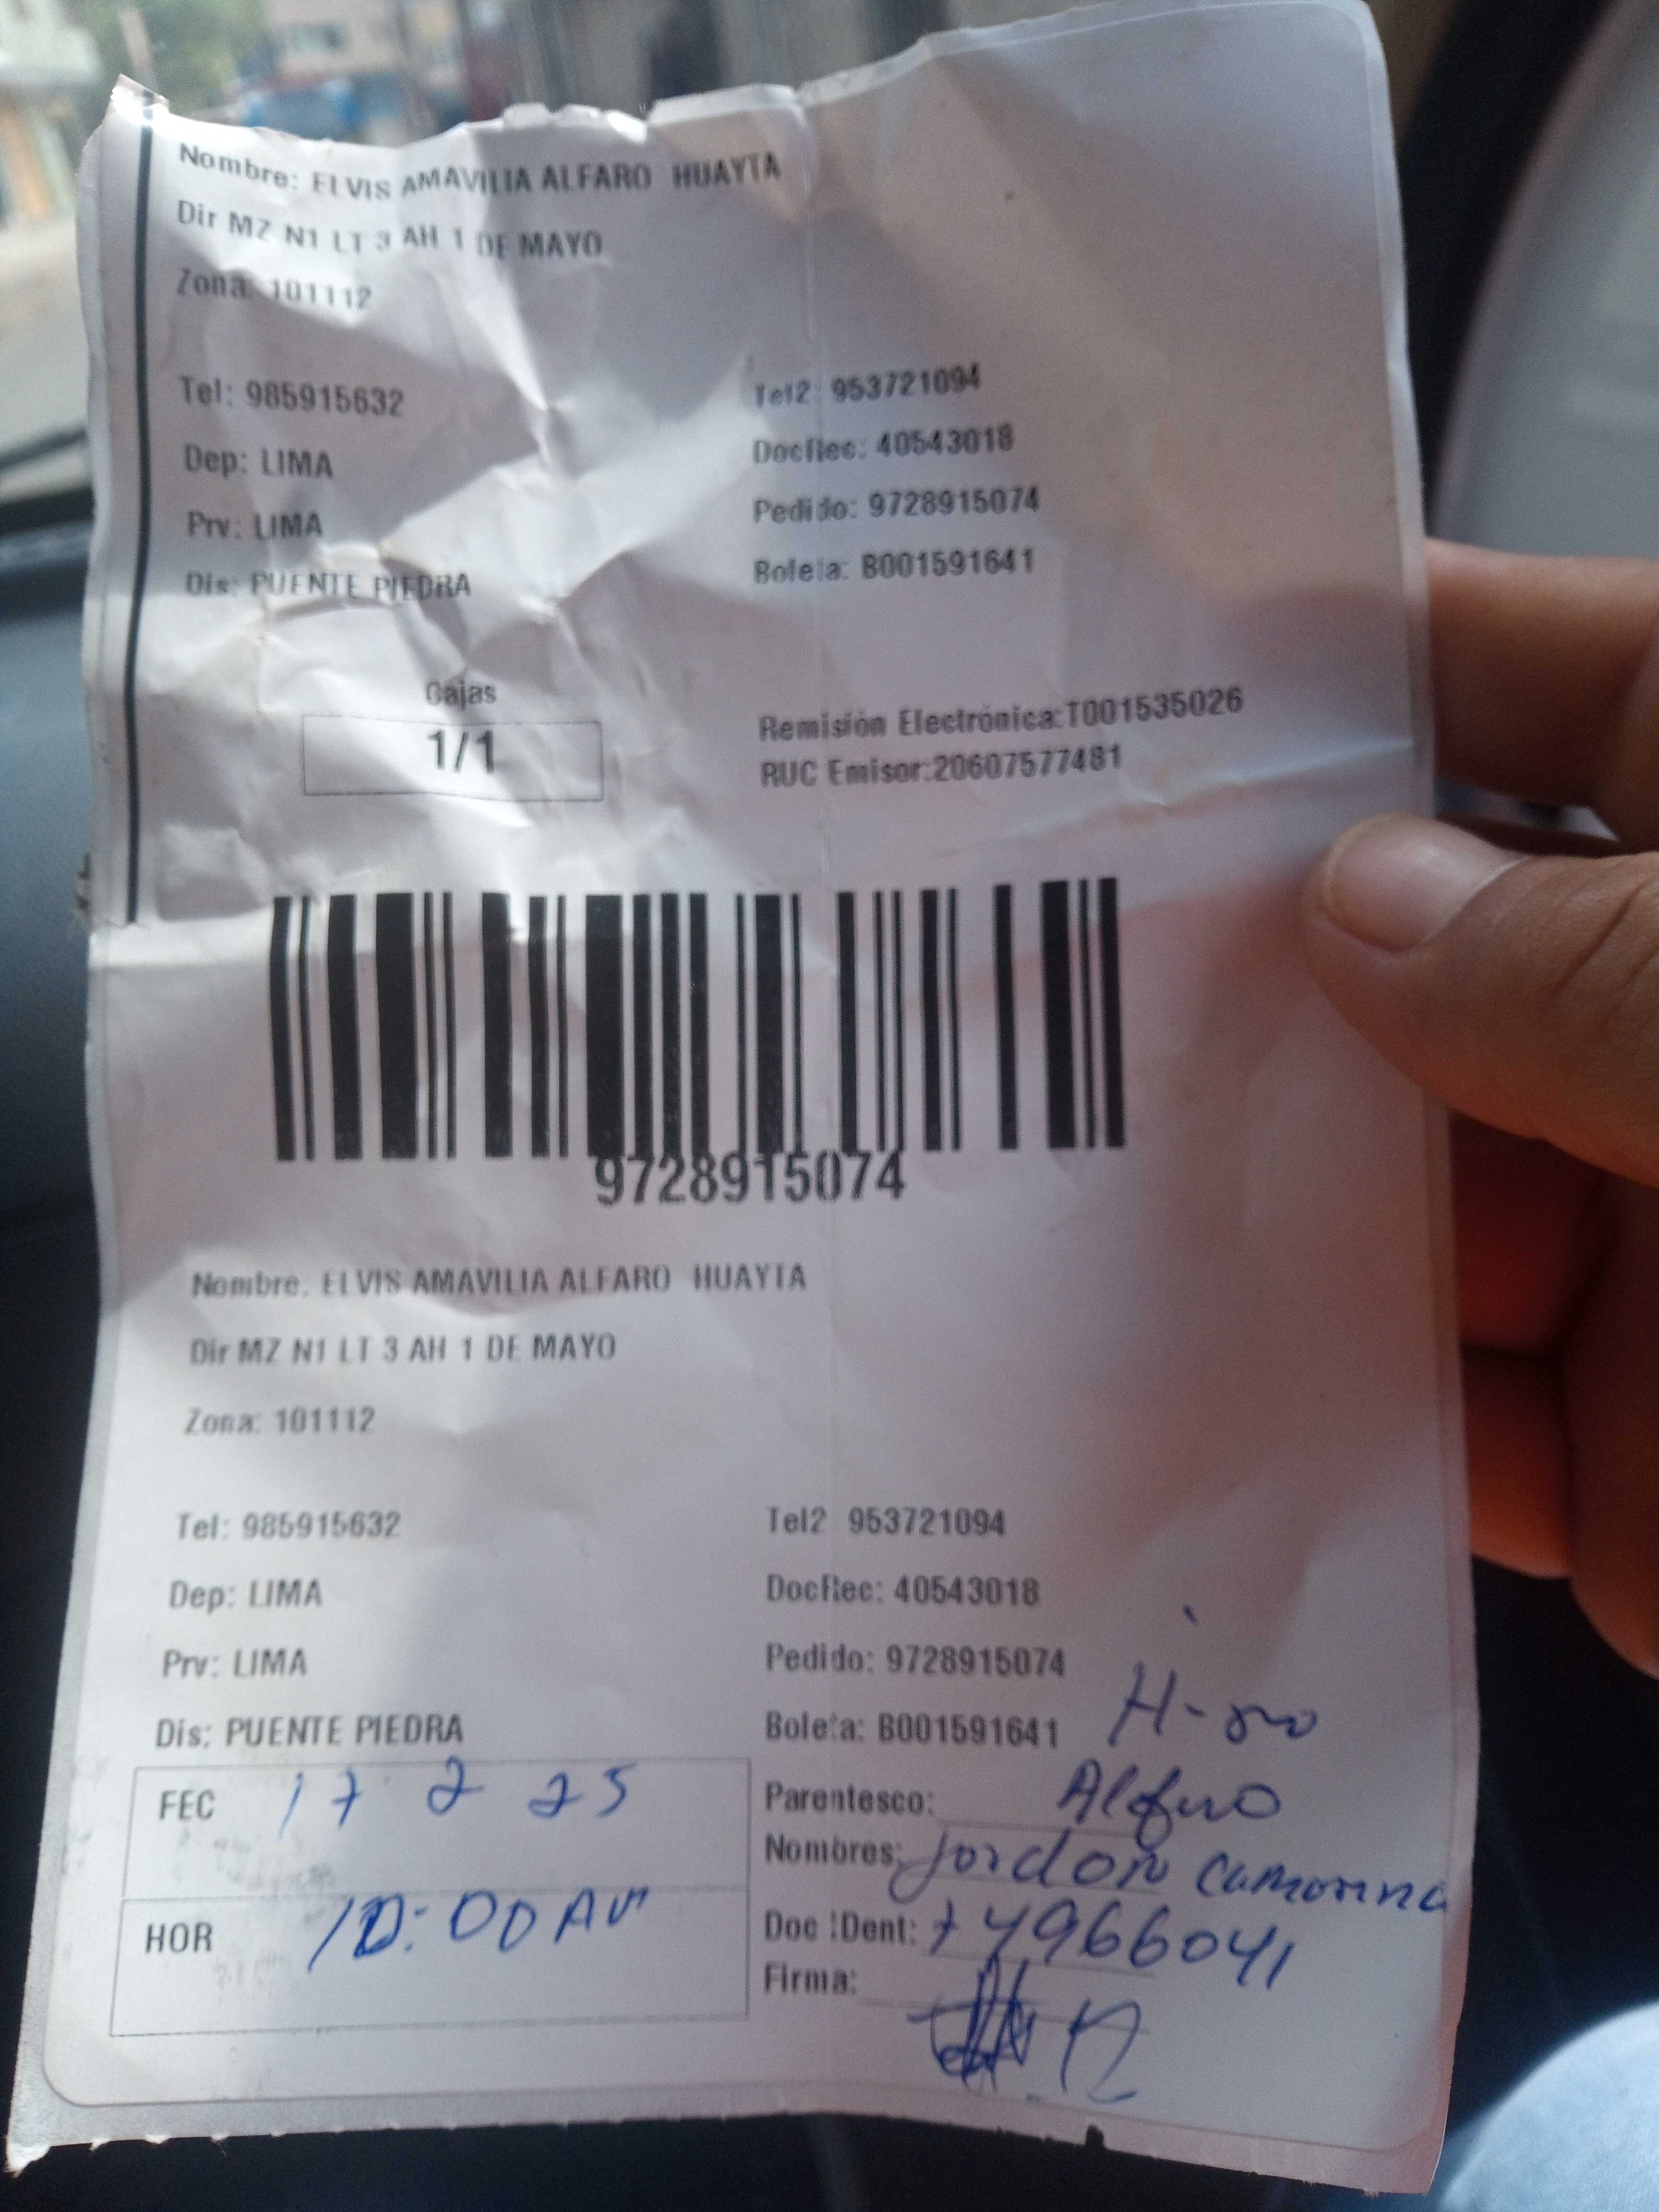 Nombre: ELVIS AMAVILIA ALFARO HUAYTA
Dir MZ N1 LT 3 AH 1 DE MAYO
Zona: 101112
Tel: 985915632 Tel2: 953721094
Dep: LIMA DocRec: 40543018
Prv: LIMA Pedido: 9728915074
Dis: PUENTE PIEDRA Boleta: B001591641
Cajas
1/1
Remisión Electrónica:T001535026
RUC Emisor:20607577481
9728915074
Nombre: ELVIS AMAVILIA ALFARO HUAYTA
Dir MZ N1 LT 3 AH 1 DE MAYO
Zona: 101112
Tel: 985915632 Tel2 953721094
Dep: LIMA DocRec: 40543018
Prv: LIMA Pedido: 9728915074
Dis: PUENTE PIEDRA Boleta: B001591641
FEC 17 2 25 Parentesco: Alfaro
Nombres: Jordan
HOR 10:00 AM Doc IDent: 74966041
Firma: